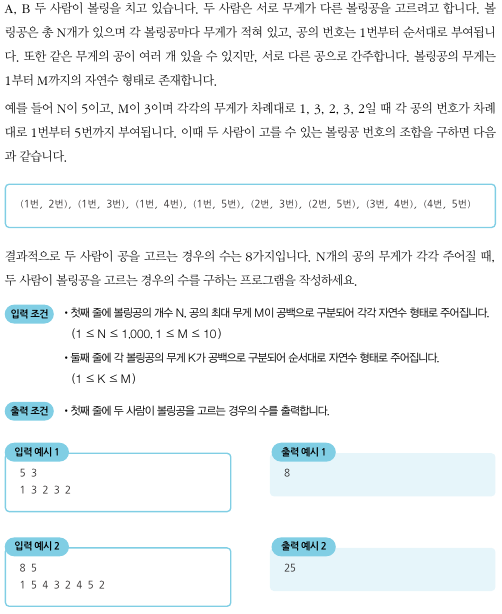 A, B 두 사람이 볼링을 치고 있습니다. 두 사람은 서로 무게가 다른 볼링공을 고르려고 합니다. 볼
링공은 총 N개가 있으며 각 볼링공마다 무게가 적혀 있고, 공의 번호는 1번부터 순서대로 부여됩니
다. 또한 같은 무게의 공이 여러 개 있을 수 있지만, 서로 다른 공으로 간주합니다. 볼링공의 무게는
1부터 M까지의 자연수 형태로 존재합니다.
예를 들어 N이 5이고, M이 3이며 각각의 무게가 차례대로 1, 3, 2, 3, 2일 때 각 공의 번호가 차례
대로 1번부터 5번까지 부여됩니다. 이때 두 사람이 고를 수 있는 볼링공 번호의 조합을 구하면 다음
과 같습니다.
(1번, 2번), (1번, 3번), (1번, 4번), (1번, 5번), (2번, 3번), (2번, 5번), (3번, 4번), (4번, 5번)
결과적으로 두 사람이 공을 고르는 경우의 수는 8가지입니다. N개의 공의 무게가 각각 주어질 때,
두 사람이 볼링공을 고르는 경우의 수를 구하는 프로그램을 작성하세요.
입력 조건 • 첫째 줄에 볼링공의 개수 N, 공의 최대 무게 M이 공백으로 구분되어 각각 자연수 형태로 주어집니다.
(1 ≤ N ≤ 1,000, 1 ≤ M ≤ 10)
• 둘째 줄에 각 볼링공의 무게 K가 공백으로 구분되어 순서대로 자연수 형태로 주어집니다.
(1 ≤ K ≤ M)
출력 조건 • 첫째 줄에 두 사람이 볼링공을 고르는 경우의 수를 출력합니다.
입력 예시 1
5 3
1 3 2 3 2
출력 예시 1
8
입력 예시 2
8 5
1 5 4 3 2 4 5 2
출력 예시 2
25